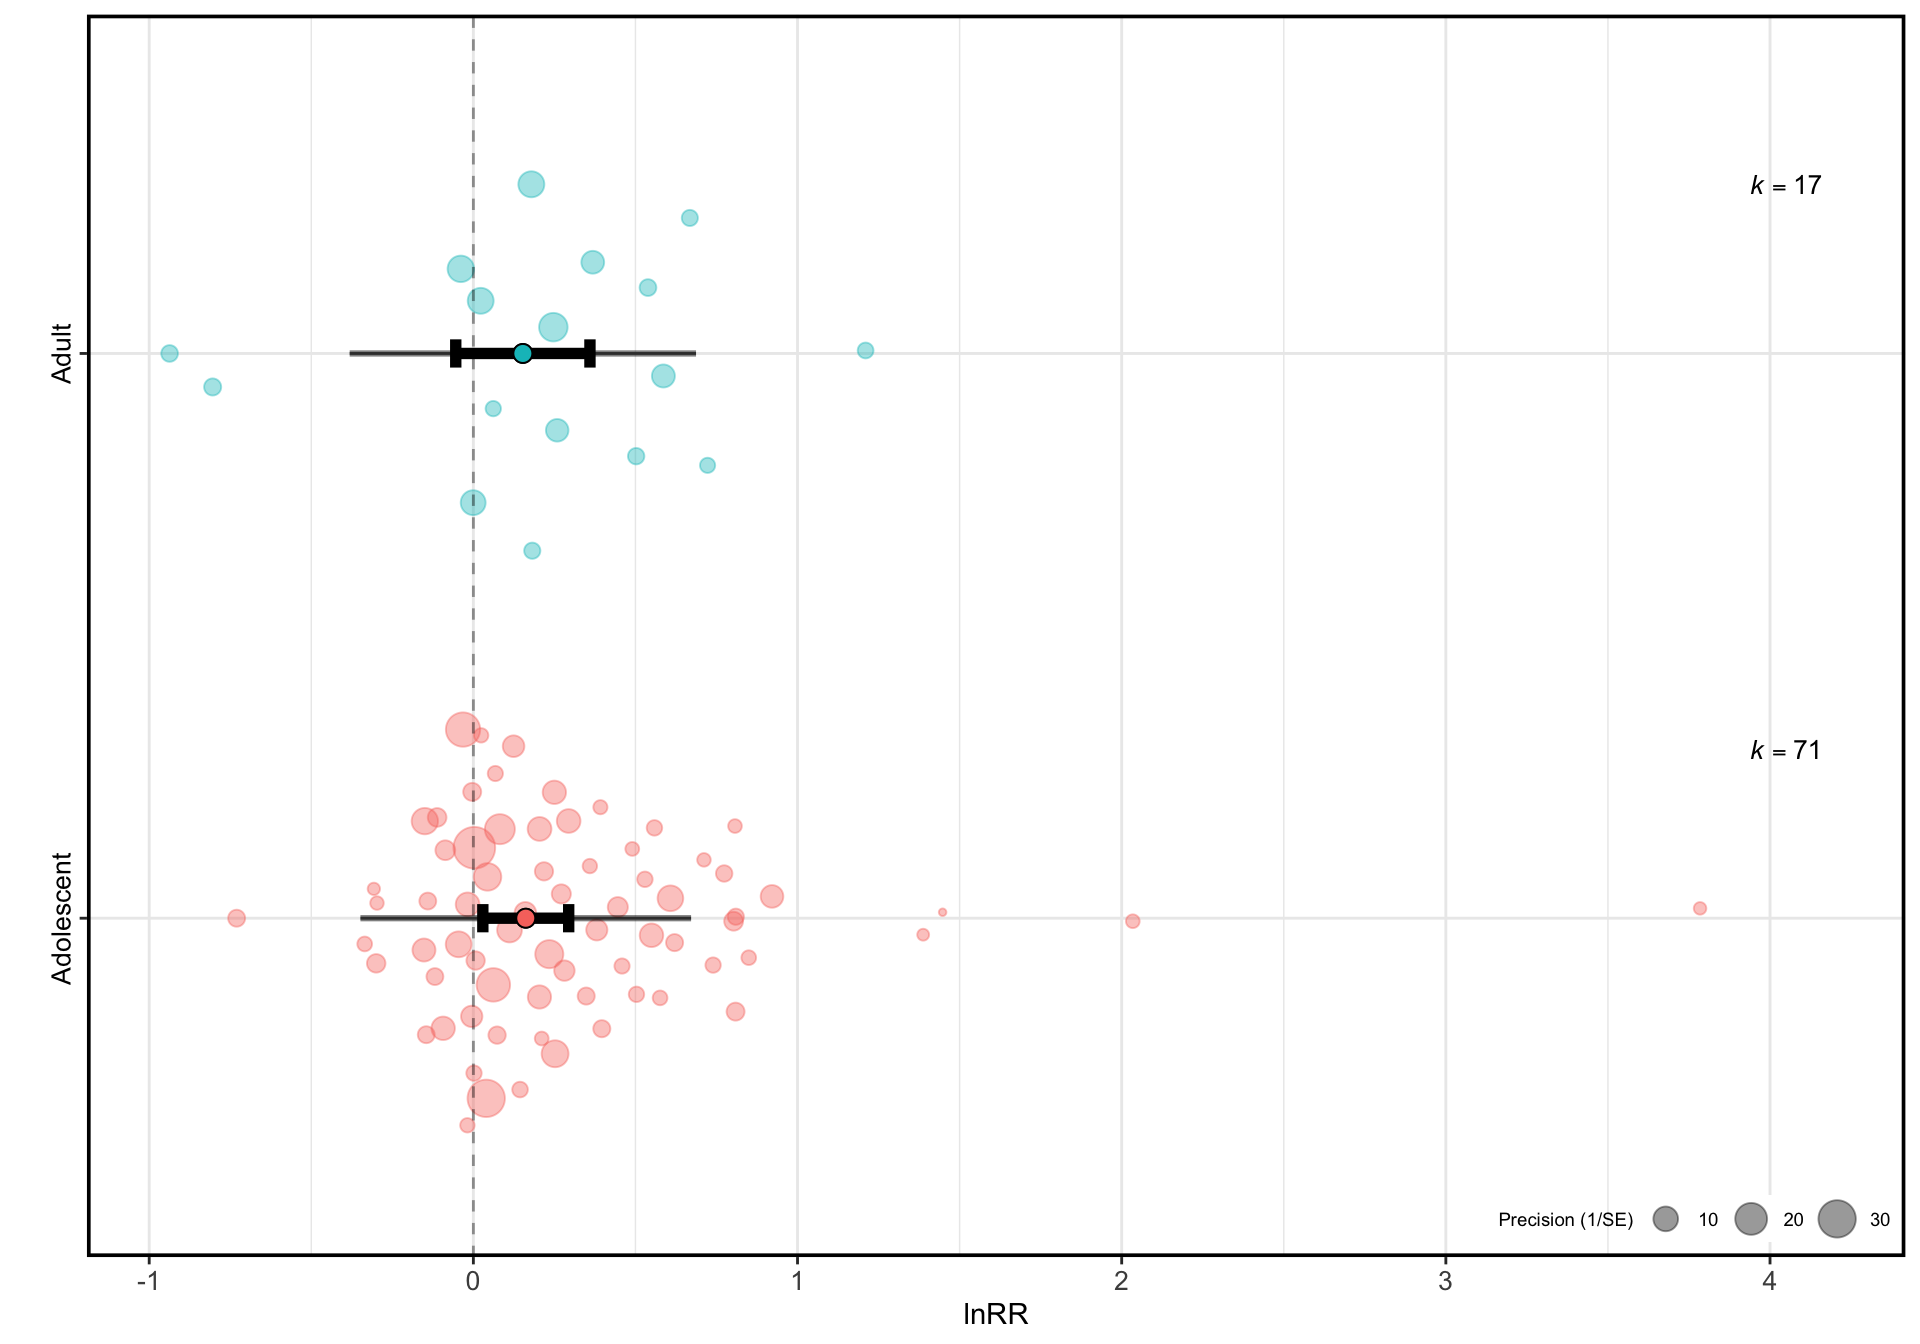 k = 17
Adult
k = 71
Adolescent
Precision (1/SE) 10 20 30
-1 0 1 2 3 4
lnRR